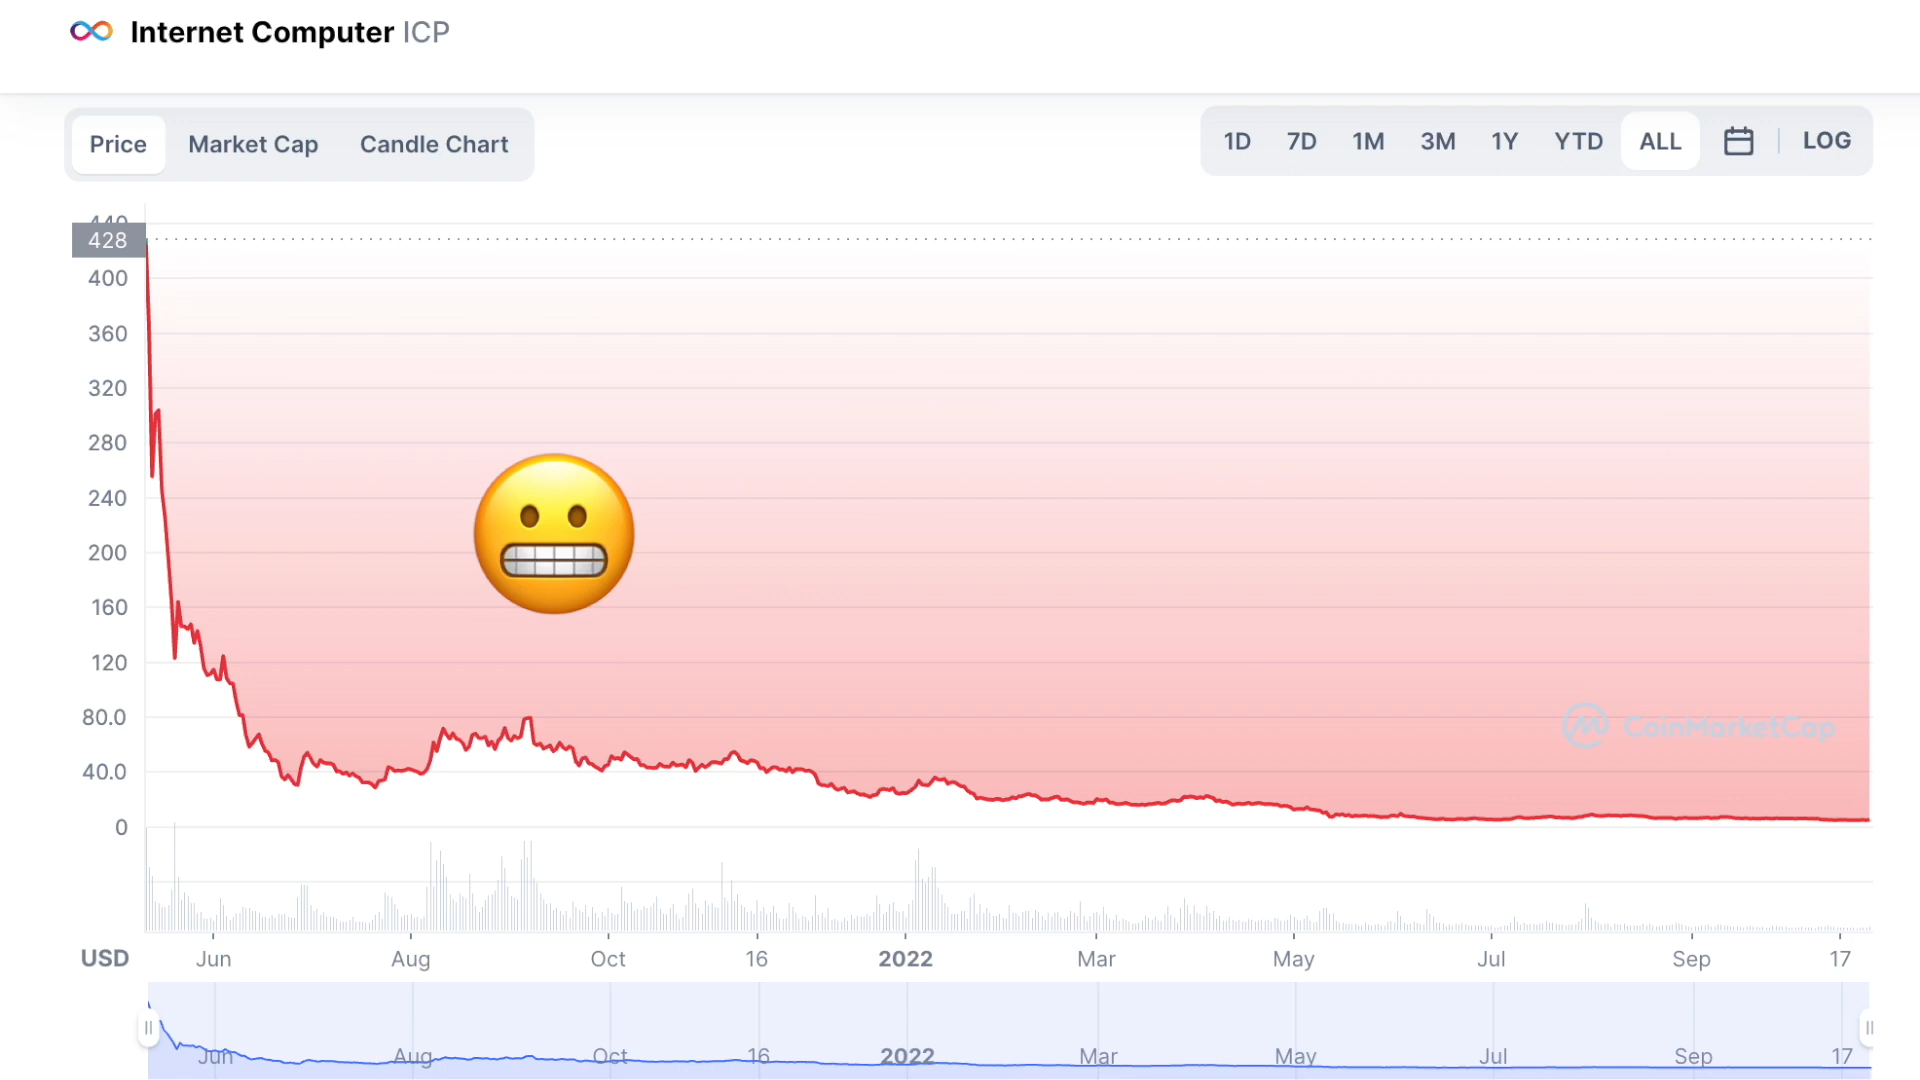 Internet Computer ICP
Price Market Cap Candle Chart
1D 7D 1M 3M 1Y YTD ALL LOG
440
428
400
360
320
280
240
200
160
120
80.0
CoinMarketCap
40.0
0
USD Jun Aug Oct 16 2022 Mar May Jul Sep 17
Jun Aug Oct 16 2022 Mar May Jul Sep 17